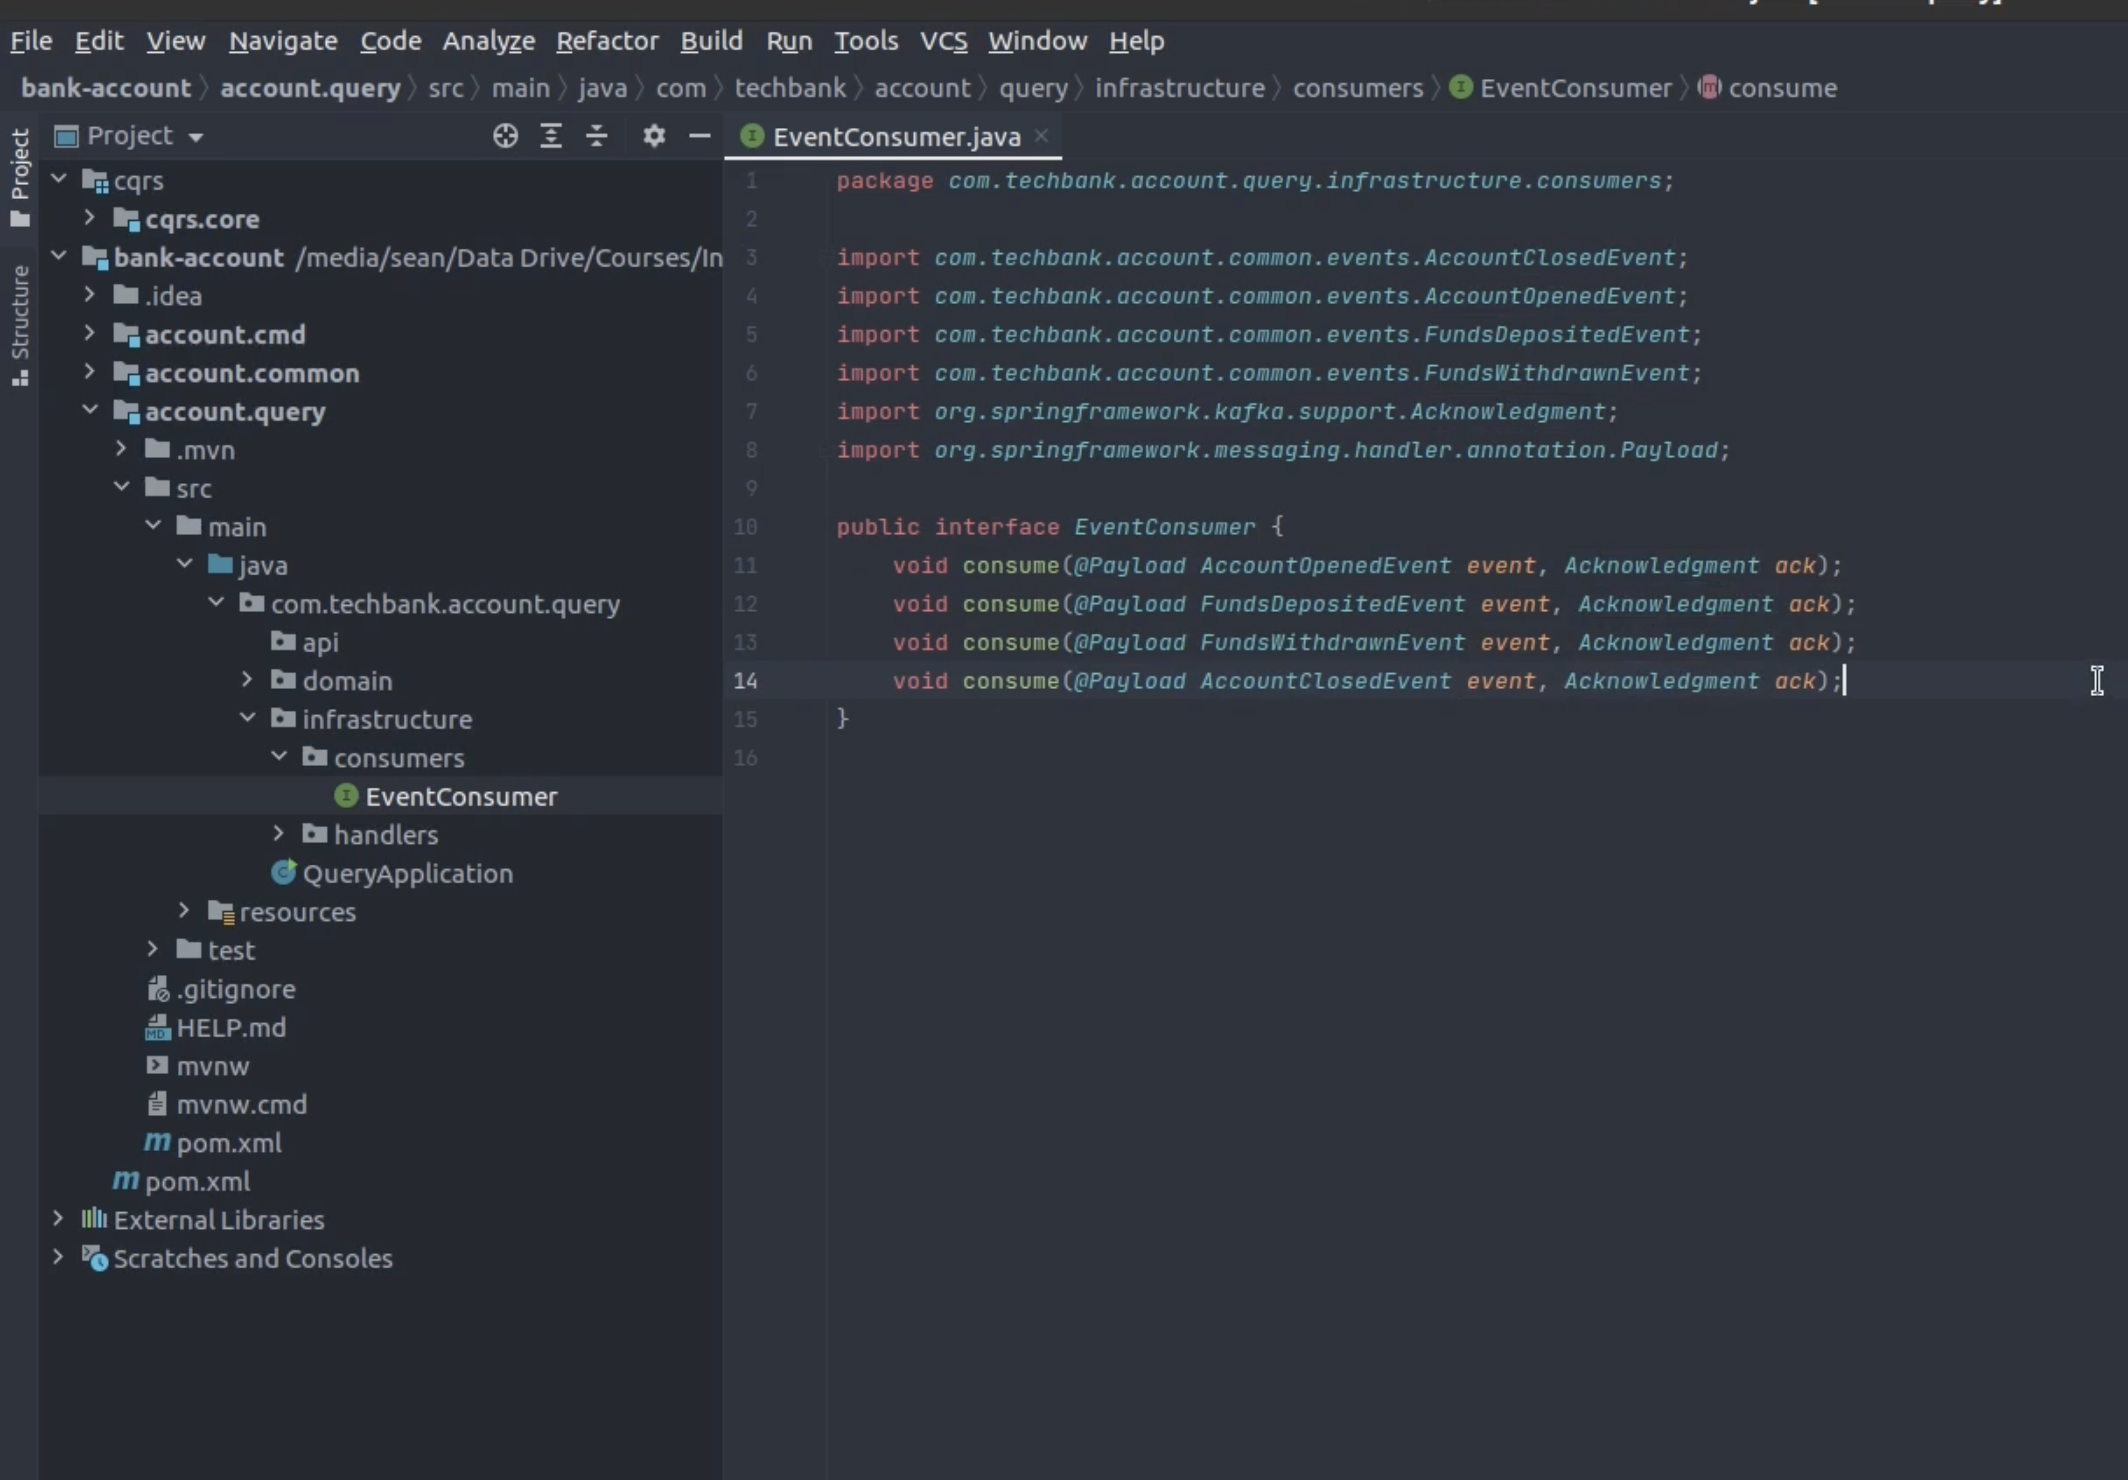 File Edit View Navigate Code Analyze Refactor Build Run Tools VCS Window Help
bank-account account.query src main java com techbank account query infrastructure consumers EventConsumer consume
Project
Structure
Project
cqrs
cqrs.core
bank-account /media/sean/Data Drive/Courses/In
.idea
account.cmd
account.common
account.query
.mvn
src
main
java
com.techbank.account.query
api
domain
infrastructure
consumers
EventConsumer
handlers
QueryApplication
resources
test
.gitignore
HELP.md
mvnw
mvnw.cmd
pom.xml
pom.xml
External Libraries
Scratches and Consoles
EventConsumer.java
1 package com.techbank.account.query.infrastructure.consumers;
2
3 import com.techbank.account.common.events.AccountClosedEvent;
4 import com.techbank.account.common.events.AccountOpenedEvent;
5 import com.techbank.account.common.events.FundsDepositedEvent;
6 import com.techbank.account.common.events.FundsWithdrawnEvent;
7 import org.springframework.kafka.support.Acknowledgment;
8 import org.springframework.messaging.handler.annotation.Payload;
9
10 public interface EventConsumer {
11 void consume(@Payload AccountOpenedEvent event, Acknowledgment ack);
12 void consume(@Payload FundsDepositedEvent event, Acknowledgment ack);
13 void consume(@Payload FundsWithdrawnEvent event, Acknowledgment ack);
14 void consume(@Payload AccountClosedEvent event, Acknowledgment ack);
15 }
16